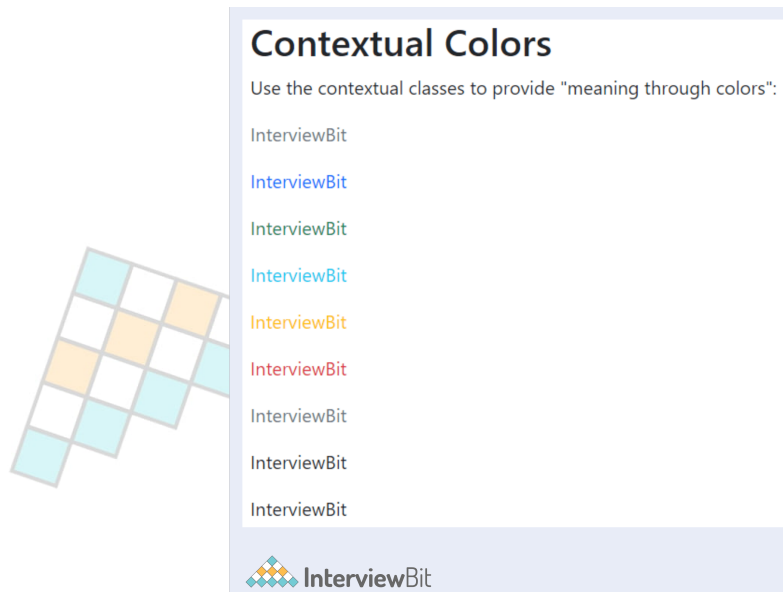 Contextual Colors
Use the contextual classes to provide "meaning through colors":
InterviewBit
InterviewBit
InterviewBit
InterviewBit
InterviewBit
InterviewBit
InterviewBit
InterviewBit
InterviewBit
InterviewBit